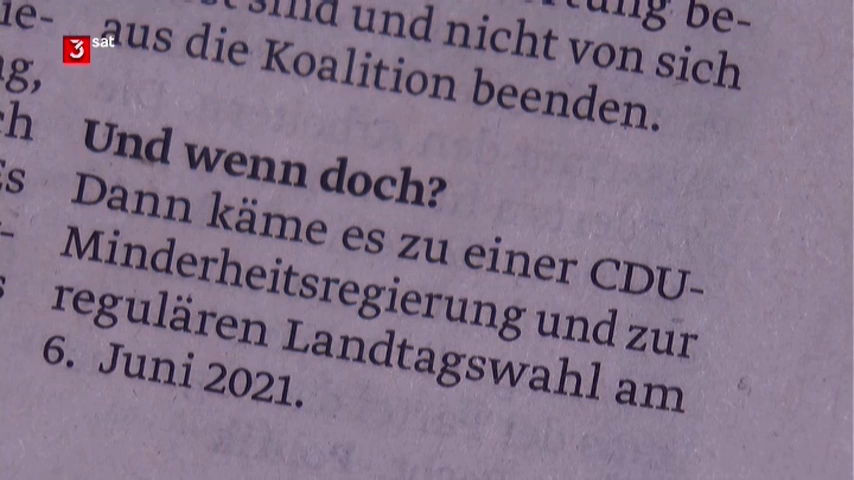 3sat
sind und nicht von sich
aus die Koalition beenden.
Und wenn doch?
Dann käme es zu einer CDU-
Minderheitsregierung und zur
regulären Landtagswahl am
6. Juni 2021.